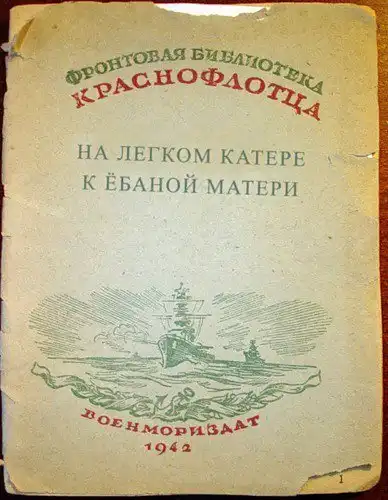 ФРОНТОВАЯ БИБЛИОТЕКА
КРАСНОФЛОТЦА
НА ЛЕГКОМ КАТЕРЕ
К ЁБАНОЙ МАТЕРИ
ВОЕНМОРИЗДАТ
1942
1